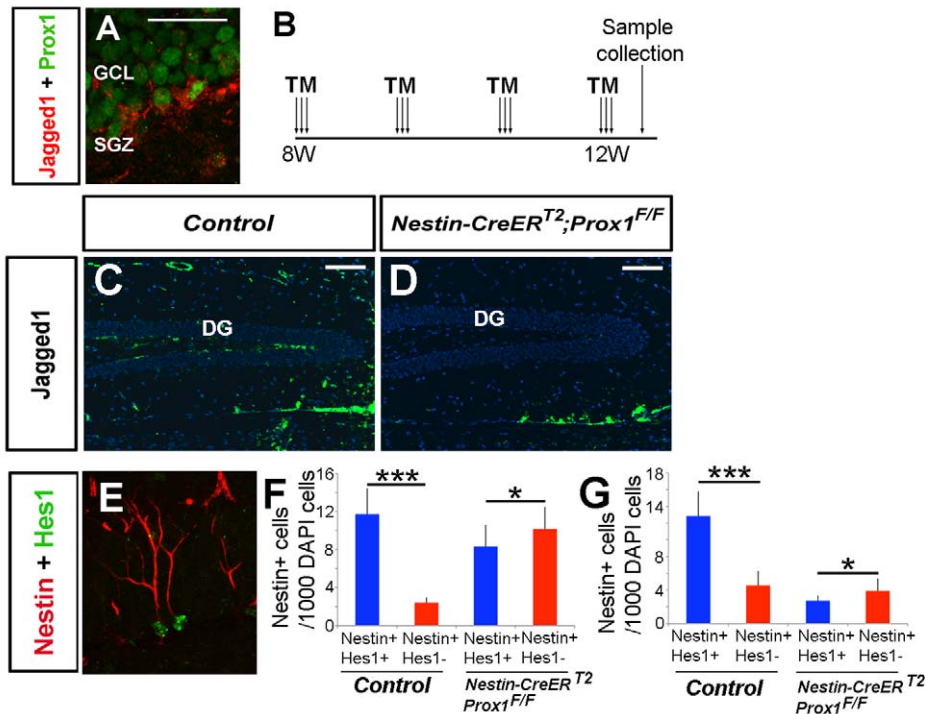 Jagged1 + Prox1
A
GCL
SGZ
B
Sample
collection
TM TM TM TM
8W 12W
Control
Nestin-CreER^T2;Prox1^F/F
Jagged1
C
DG
D
DG
Nestin + Hes1
E
F
Nestin+ cells
/1000 DAPI cells
16
12
8
4
0
***
*
Nestin+ Nestin+ Nestin+ Nestin+
Hes1+ Hes1- Hes1+ Hes1-
Control
Nestin-CreER^T2
Prox1^F/F
G
Nestin+ cells
/1000 DAPI cells
18
14
4
4
0
***
*
Nestin+ Nestin+ Nestin+ Nestin+
Hes1+ Hes1- Hes1+ Hes1-
Control
Nestin-CreER^T2
Prox1^F/F